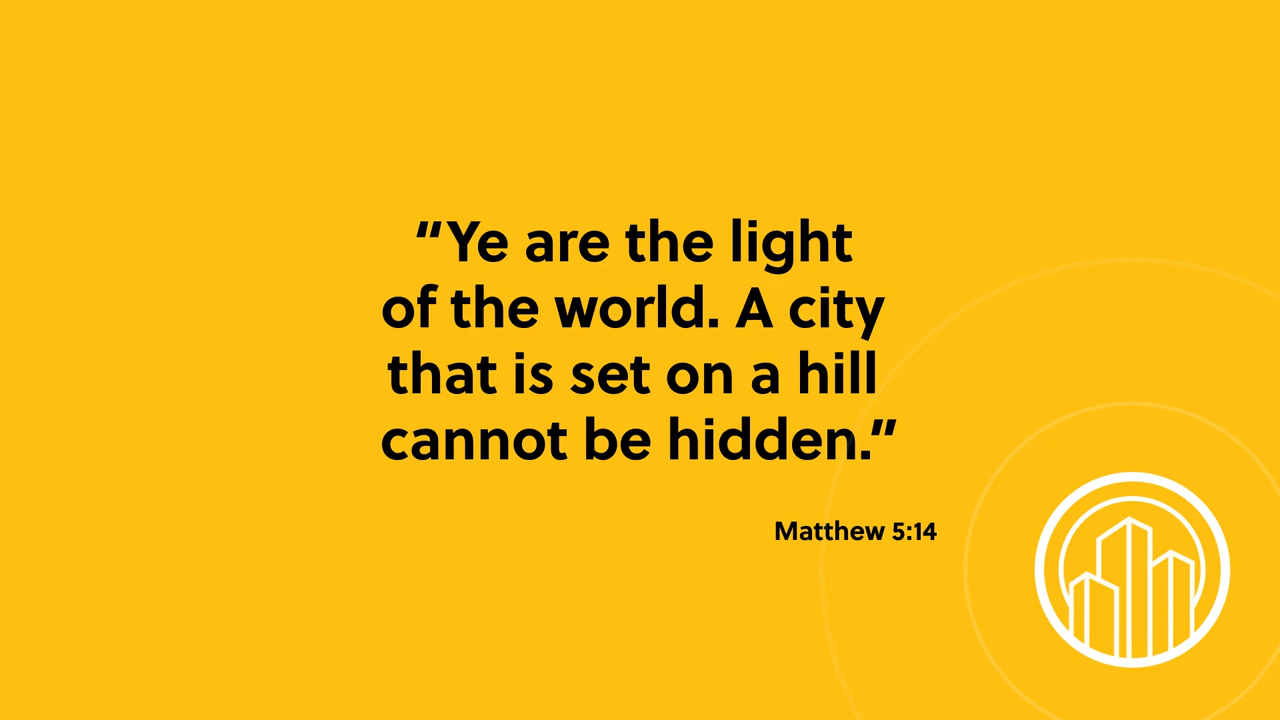 “Ye are the light
of the world. A city
that is set on a hill
cannot be hidden.”
Matthew 5:14